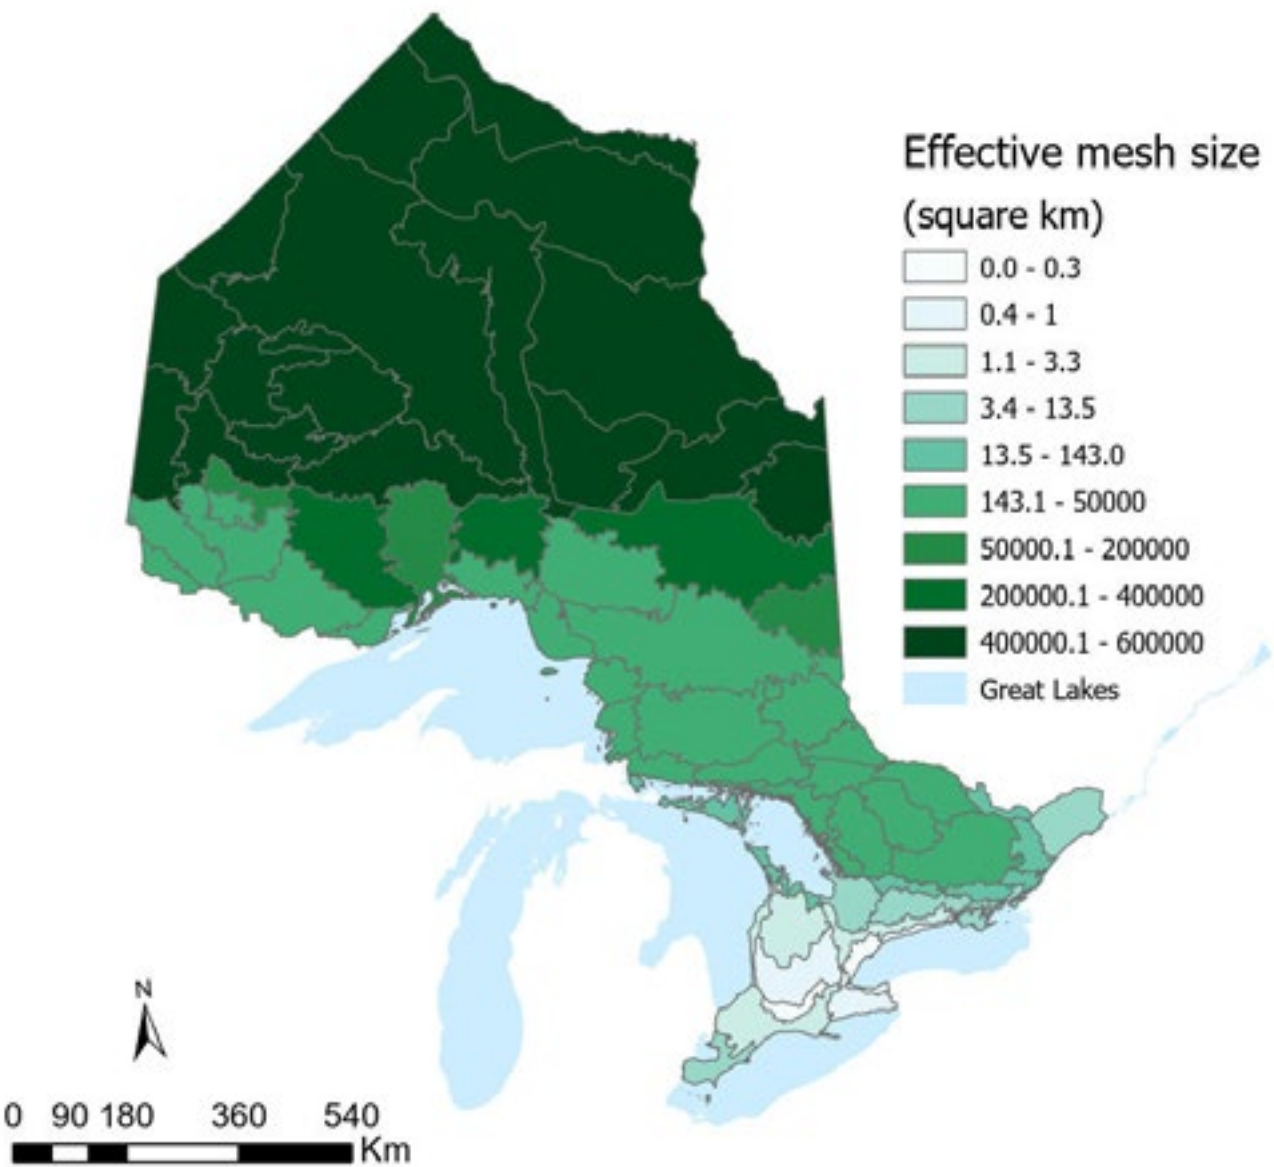 Effective mesh size
(square km)
0.0 - 0.3
0.4 - 1
1.1 - 3.3
3.4 - 13.5
13.5 - 143.0
143.1 - 50000
50000.1 - 200000
200000.1 - 400000
400000.1 - 600000
Great Lakes
N
0 90 180 360 540
Km